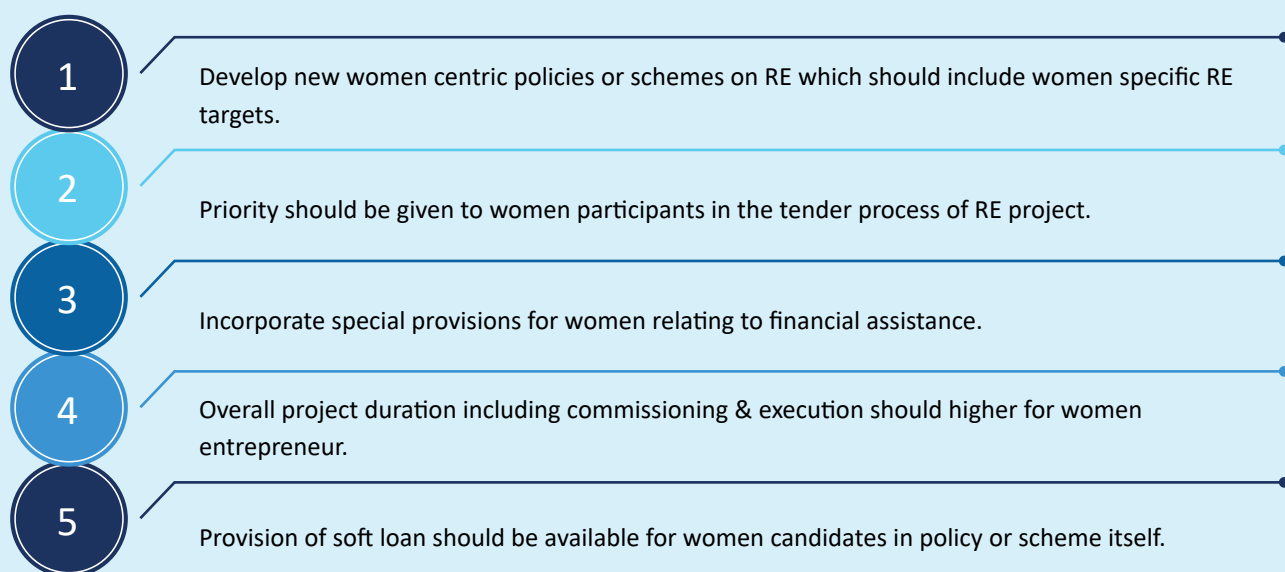 1
Develop new women centric policies or schemes on RE which should include women specific RE
targets.
2
Priority should be given to women participants in the tender process of RE project.
3
Incorporate special provisions for women relating to financial assistance.
4
Overall project duration including commissioning & execution should higher for women
entrepreneur.
5
Provision of soft loan should be available for women candidates in policy or scheme itself.